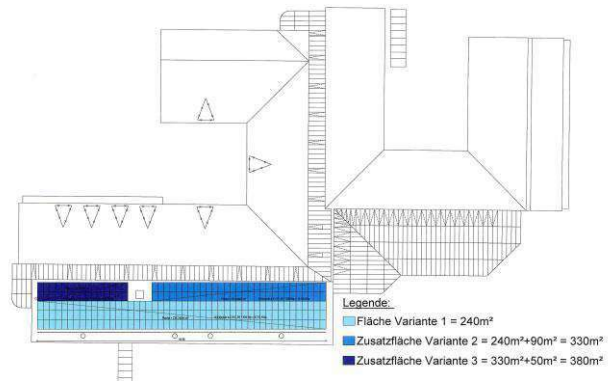 Legende:
Fläche Variante 1 = 240m²
Zusatzfläche Variante 2 = 240m²+90m² = 330m²
Zusatzfläche Variante 3 = 330m²+50m² = 380m²